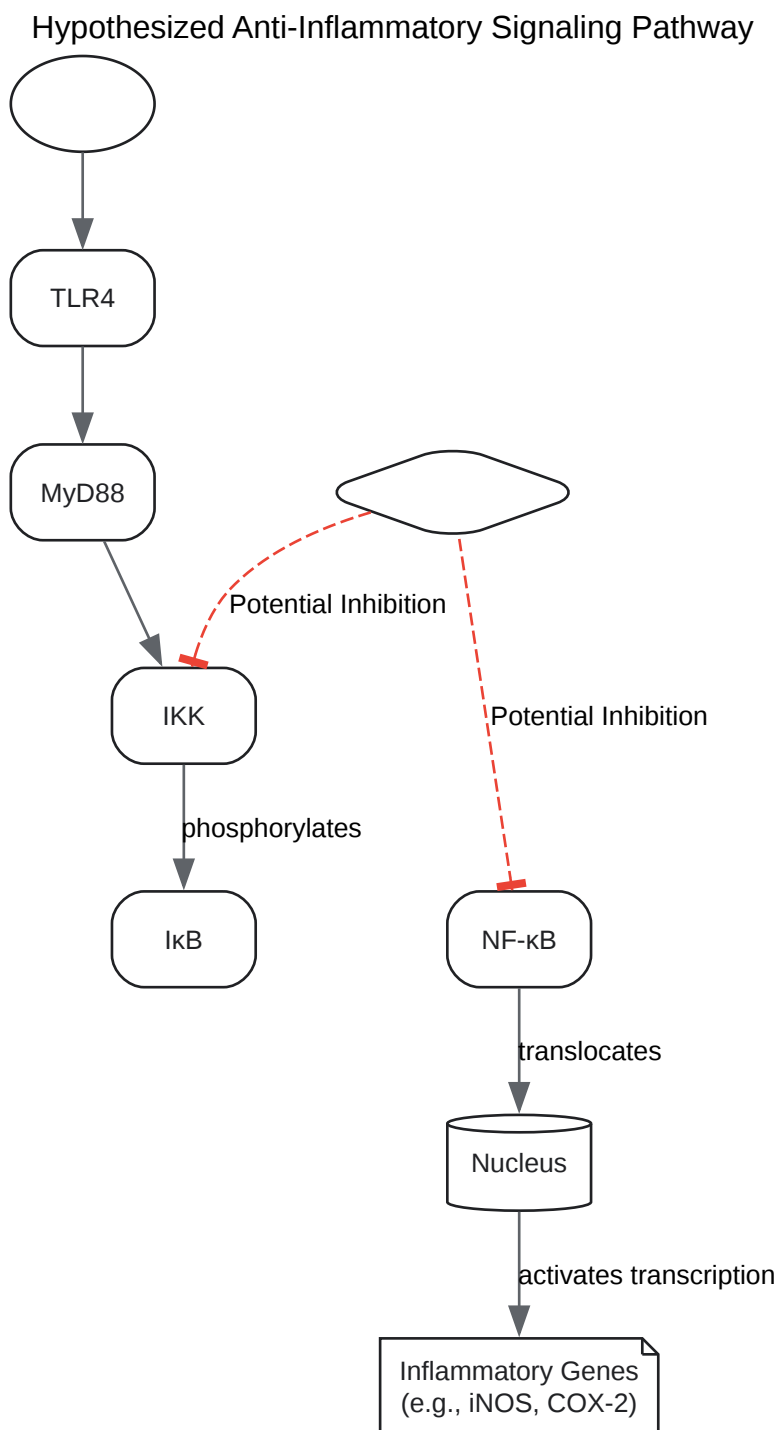 Hypothesized Anti-Inflammatory Signaling Pathway
TLR4
MyD88
Potential Inhibition
IKK
Potential Inhibition
phosphorylates
IκB
NF-κB
translocates
Nucleus
activates transcription
Inflammatory Genes
(e.g., iNOS, COX-2)